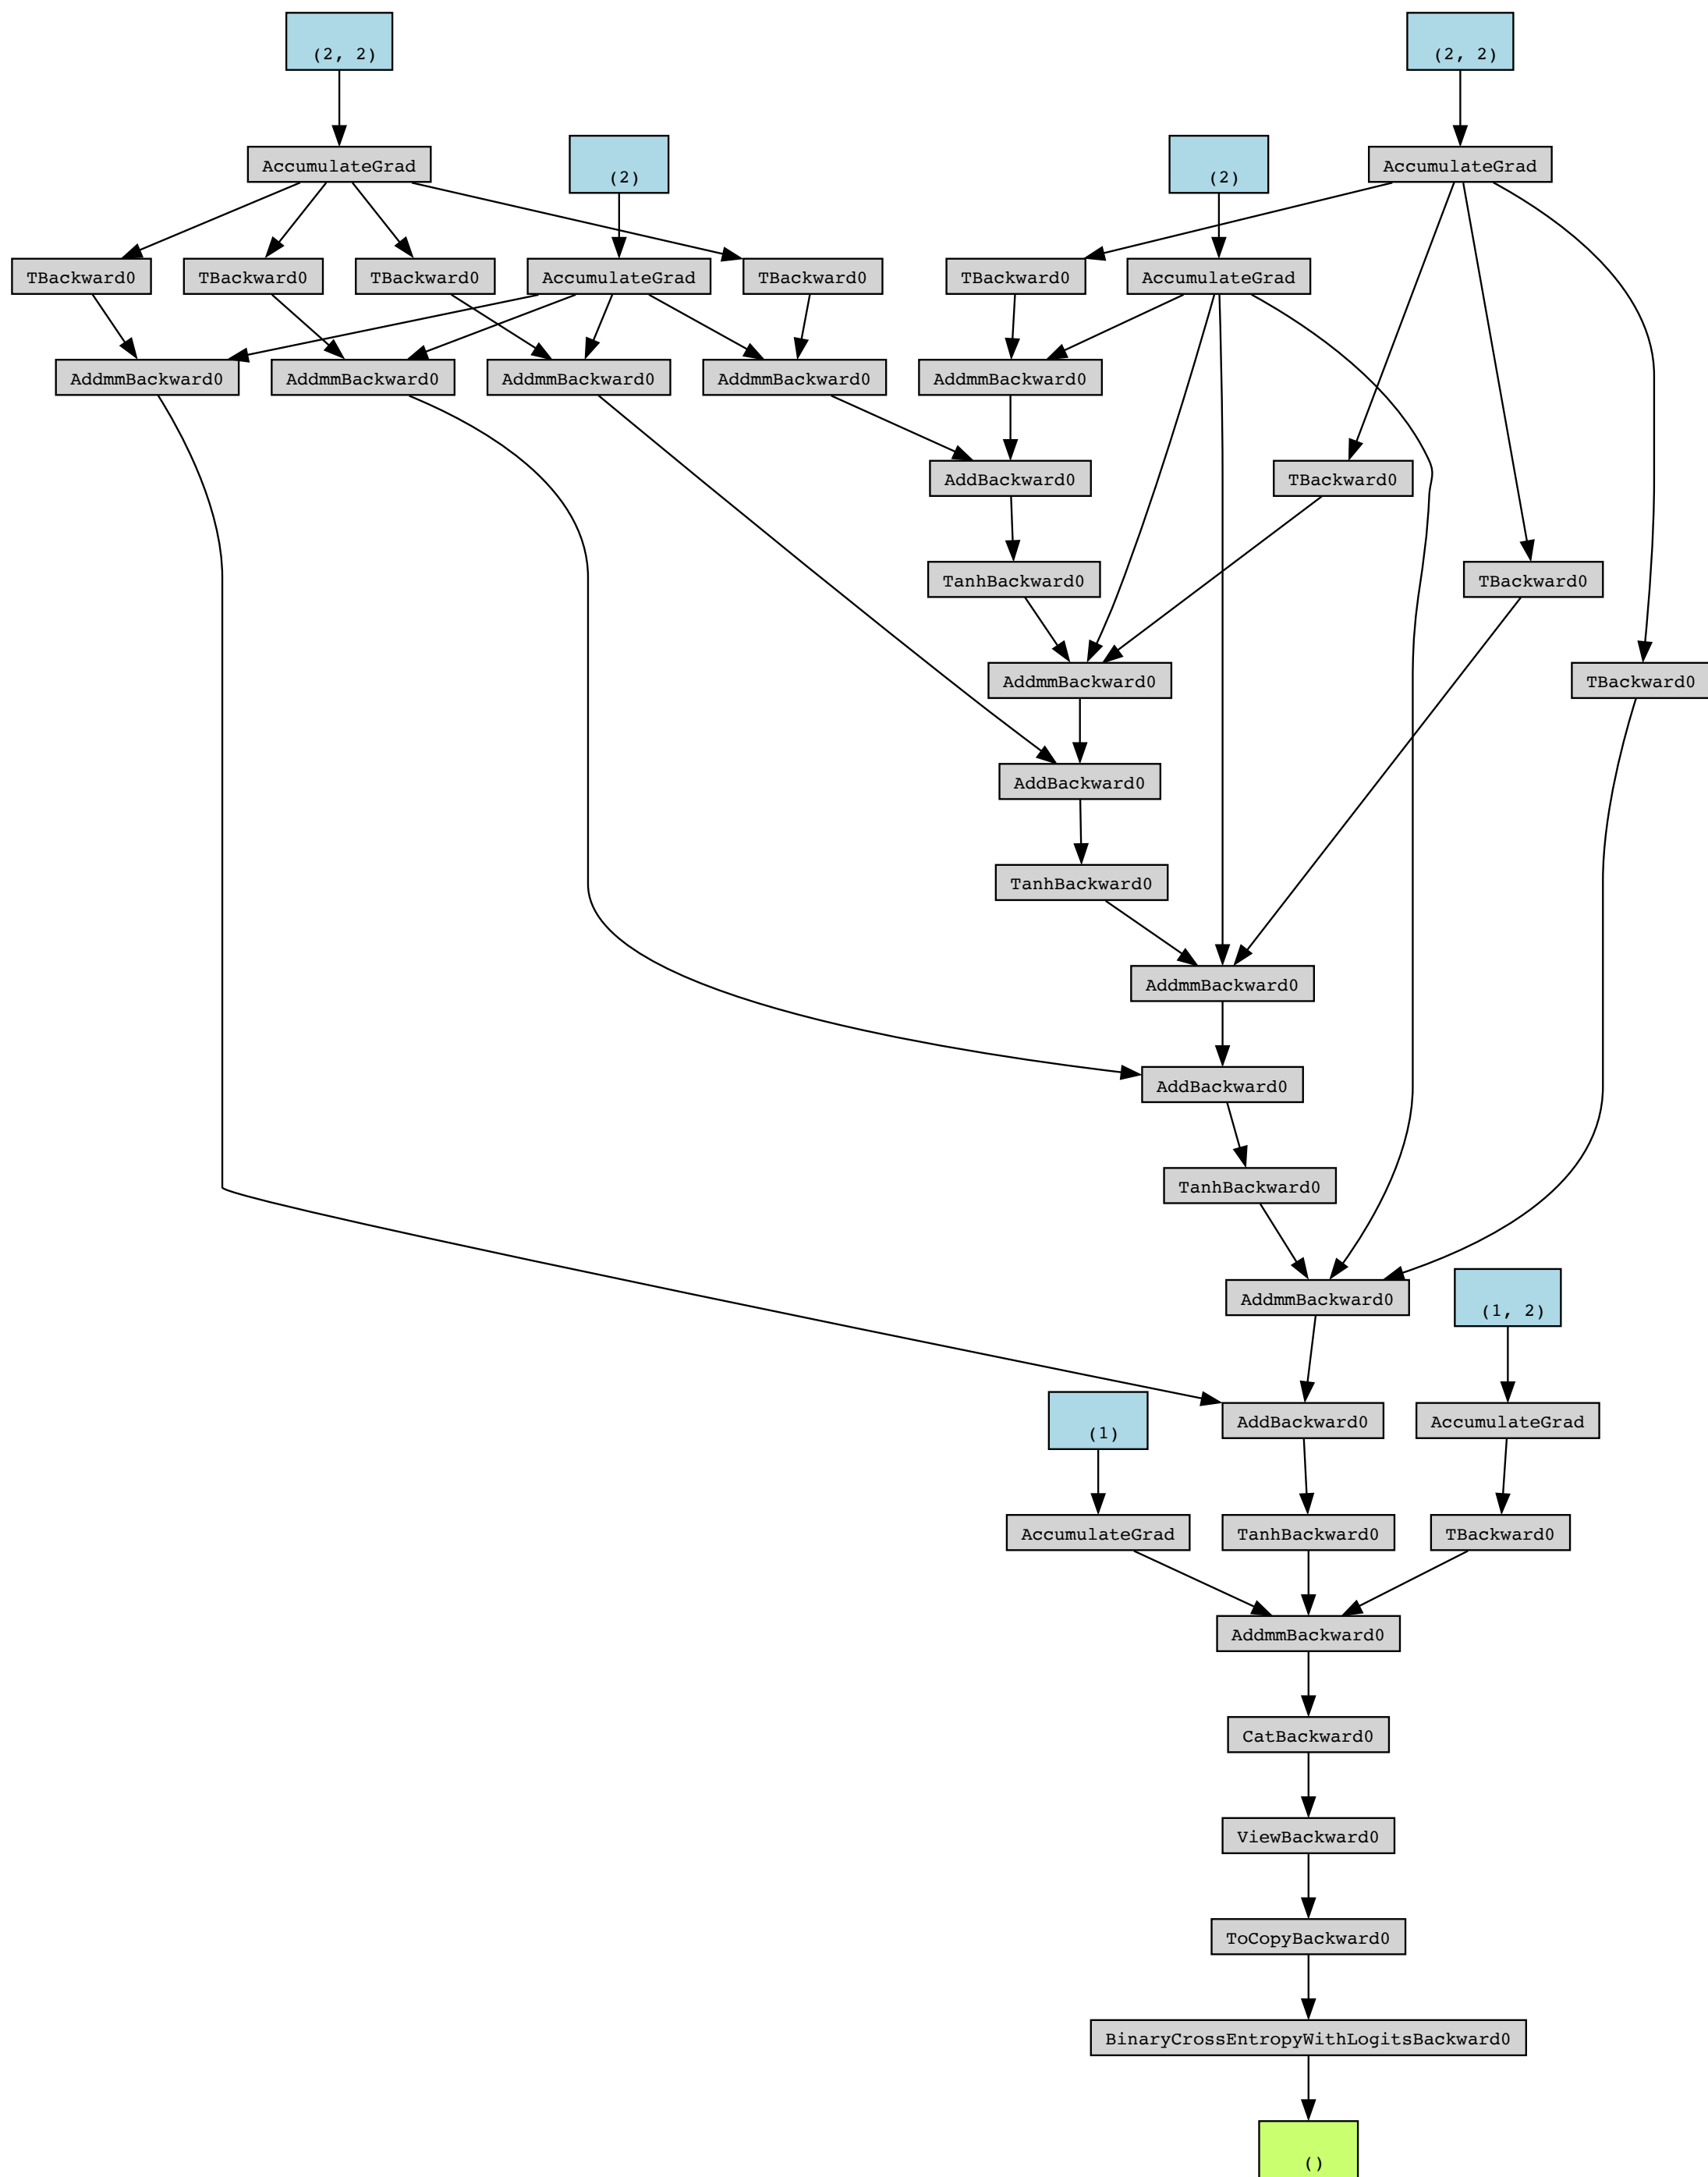 (2, 2)
(2, 2)
AccumulateGrad
(2)
(2)
AccumulateGrad
TBackward0
TBackward0
TBackward0
AccumulateGrad
TBackward0
TBackward0
AccumulateGrad
AddmmBackward0
AddmmBackward0
AddmmBackward0
AddmmBackward0
AddmmBackward0
AddBackward0
TBackward0
TanhBackward0
TBackward0
AddmmBackward0
TBackward0
AddBackward0
TanhBackward0
AddmmBackward0
AddBackward0
TanhBackward0
AddmmBackward0
(1, 2)
(1)
AddBackward0
AccumulateGrad
AccumulateGrad
TanhBackward0
TBackward0
AddmmBackward0
CatBackward0
ViewBackward0
ToCopyBackward0
BinaryCrossEntropyWithLogitsBackward0
()